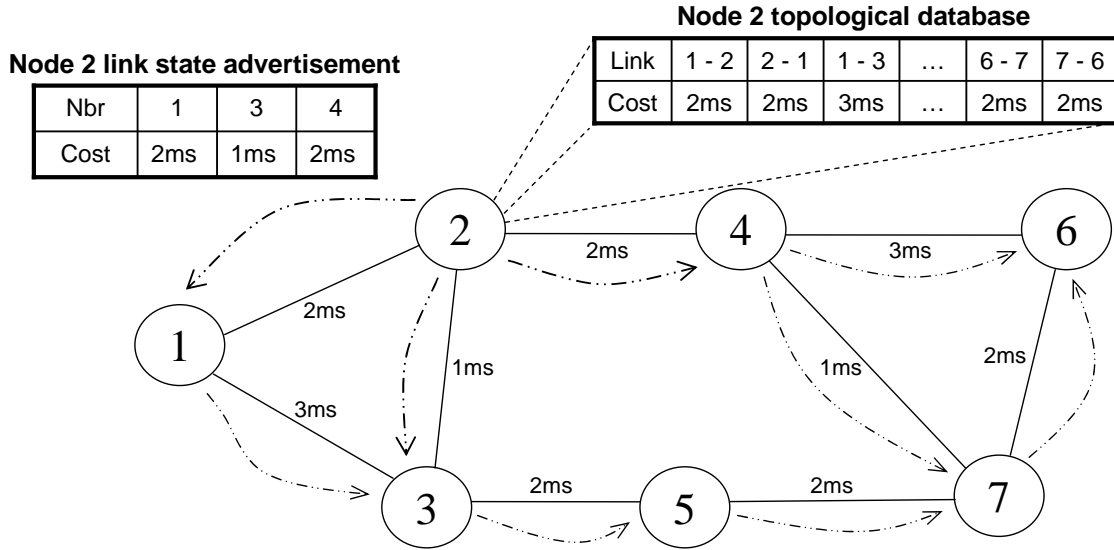 Node 2 topological database
Link 1 - 2 2 - 1 1 - 3 … 6 - 7 7 - 6
Cost 2ms 2ms 3ms … 2ms 2ms
Node 2 link state advertisement
Nbr 1 3 4
Cost 2ms 1ms 2ms
2 4 6
2ms 3ms
1
2ms
1ms 1ms 2ms
3ms
3 5 7
2ms 2ms